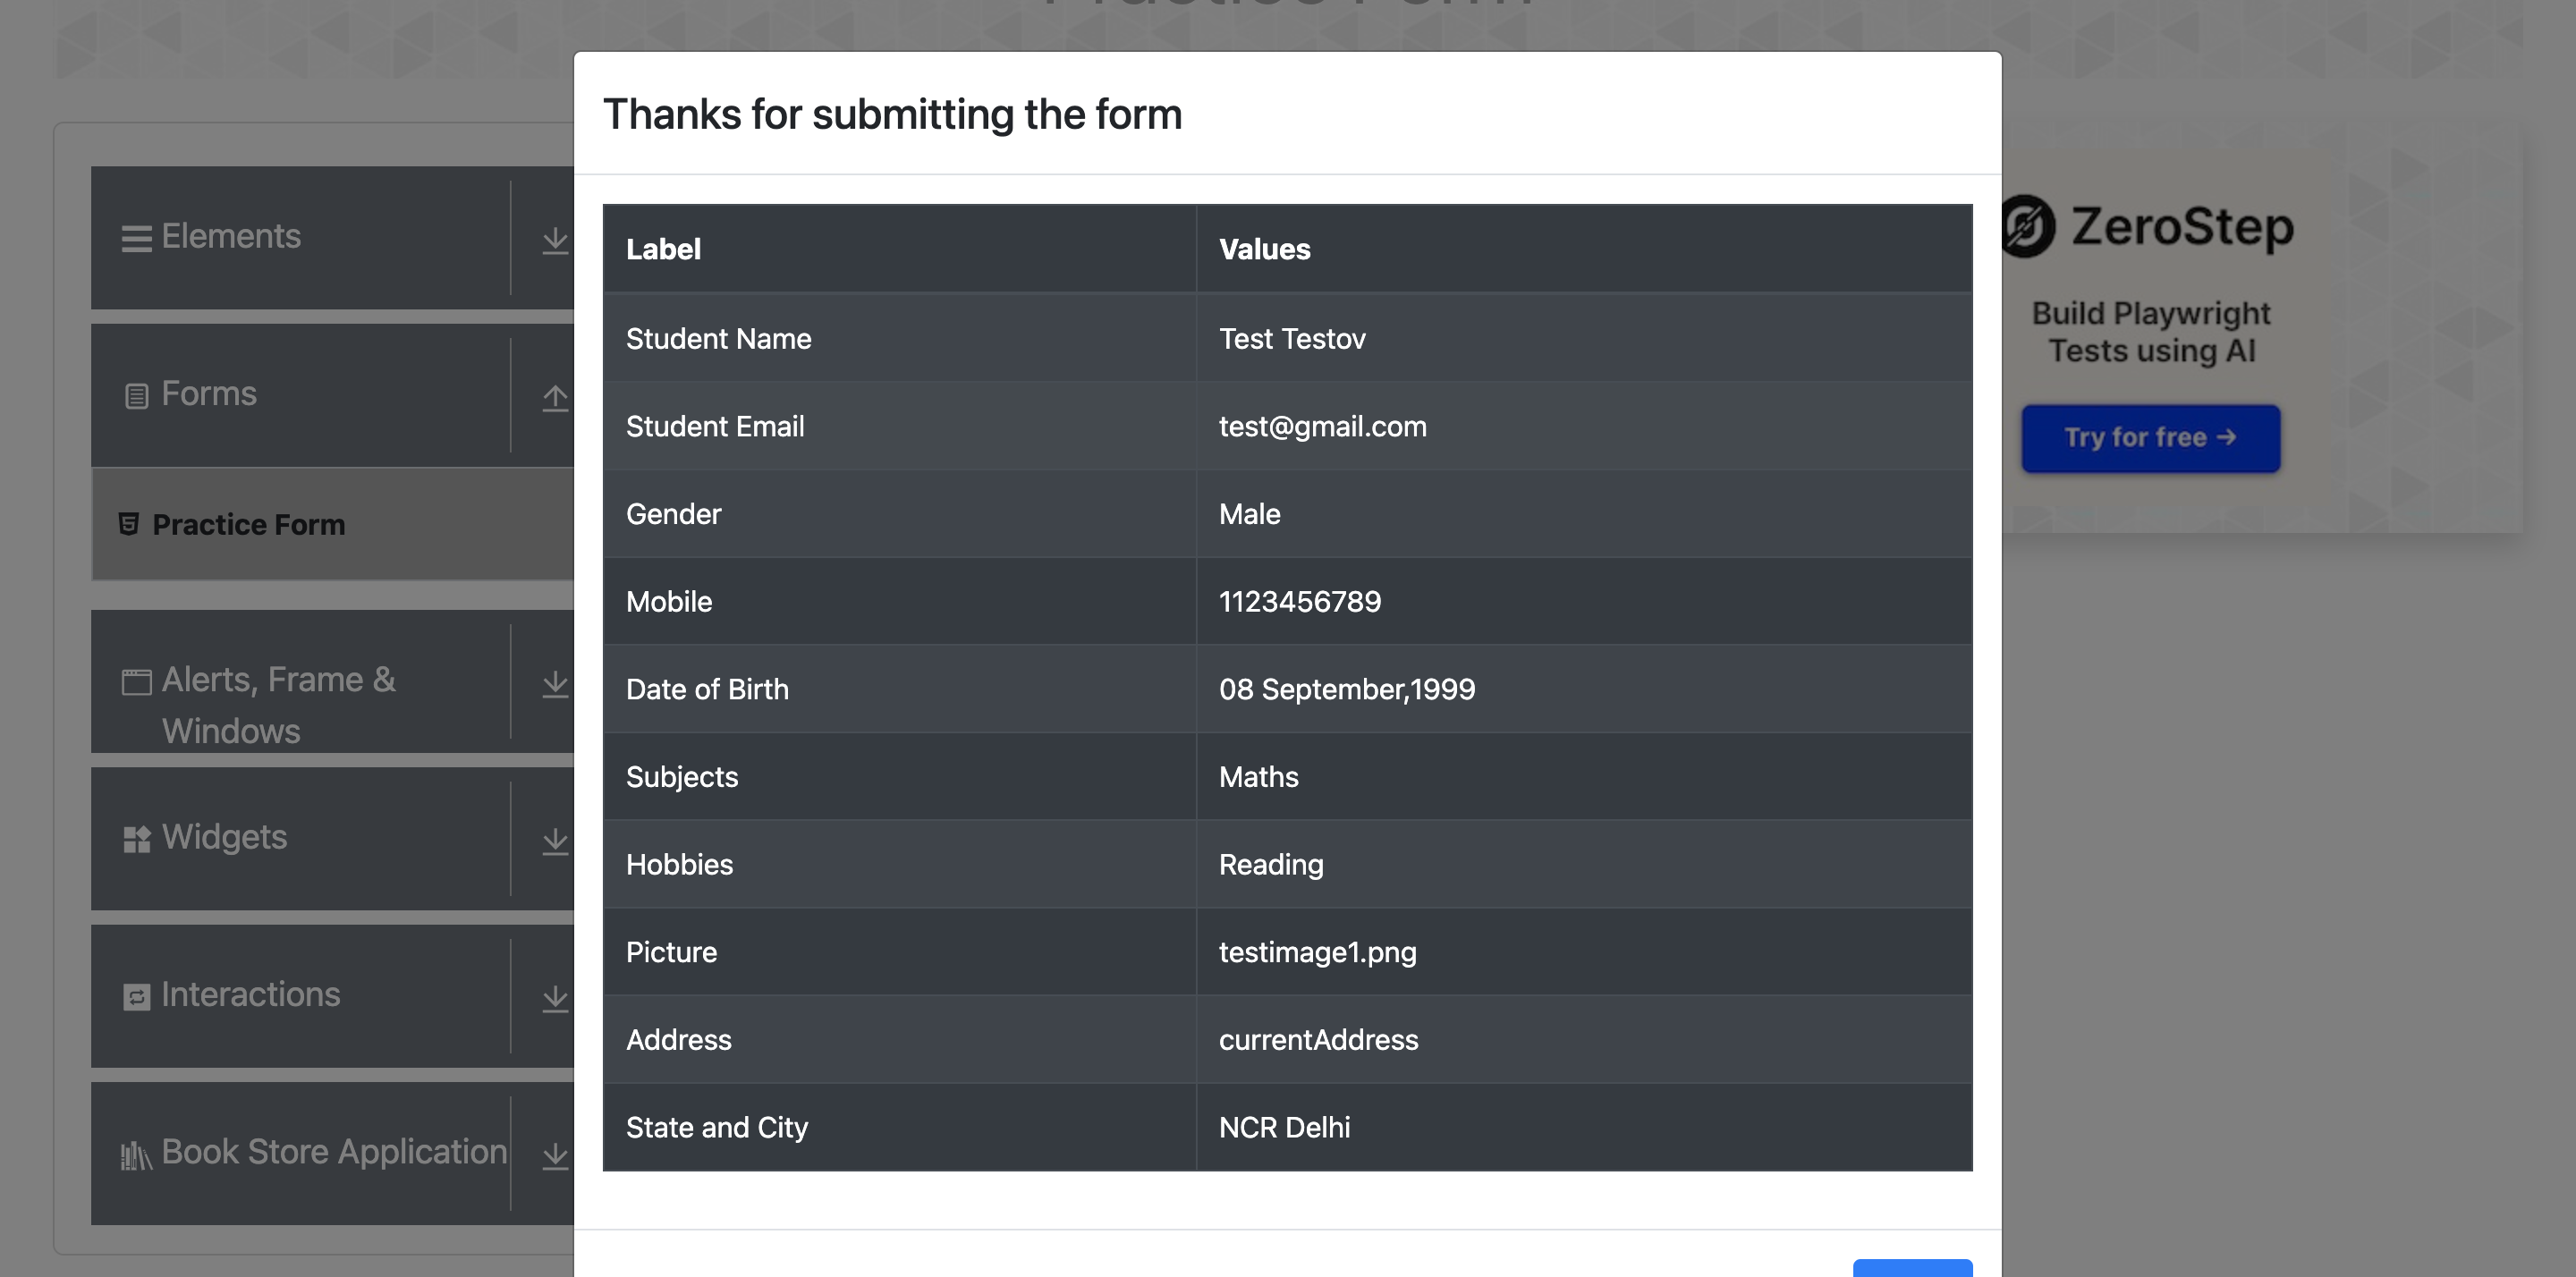 Practice Form
Thanks for submitting the form
Elements
Forms
Practice Form
Alerts, Frame &
Windows
Widgets
Interactions
Book Store Application
Label Values
Student Name Test Testov
Student Email test@gmail.com
Gender Male
Mobile 1123456789
Date of Birth 08 September,1999
Subjects Maths
Hobbies Reading
Picture testimage1.png
Address currentAddress
State and City NCR Delhi
ZeroStep
Build Playwright
Tests using AI
Try for free →